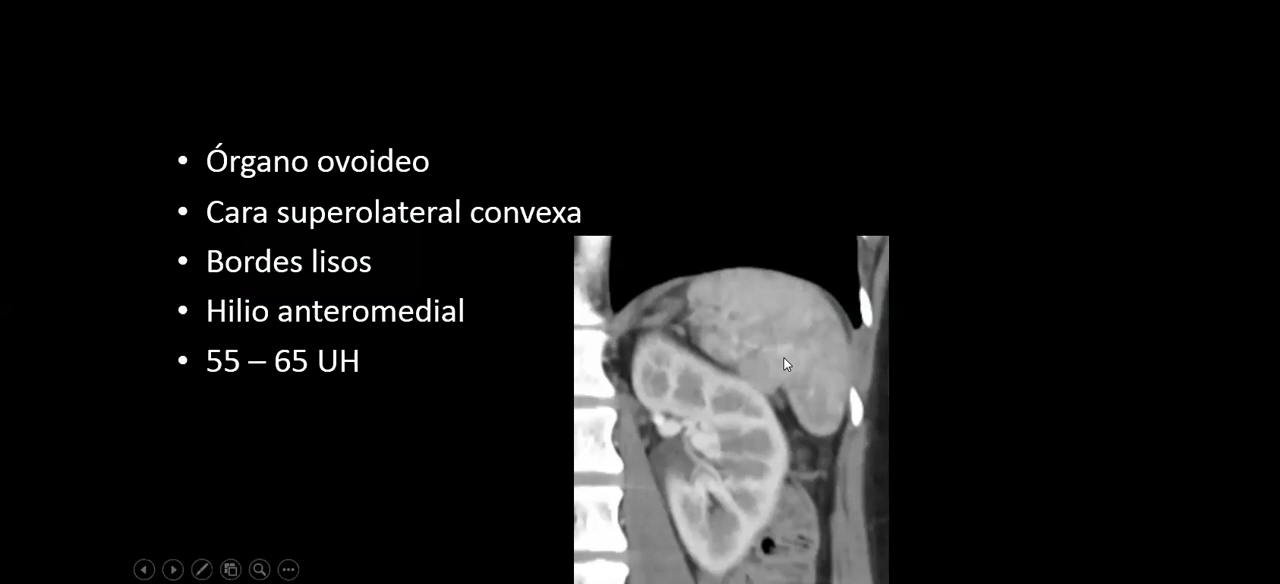 • Órgano ovoideo
• Cara superolateral convexa
• Bordes lisos
• Hilio anteromedial
• 55 – 65 UH